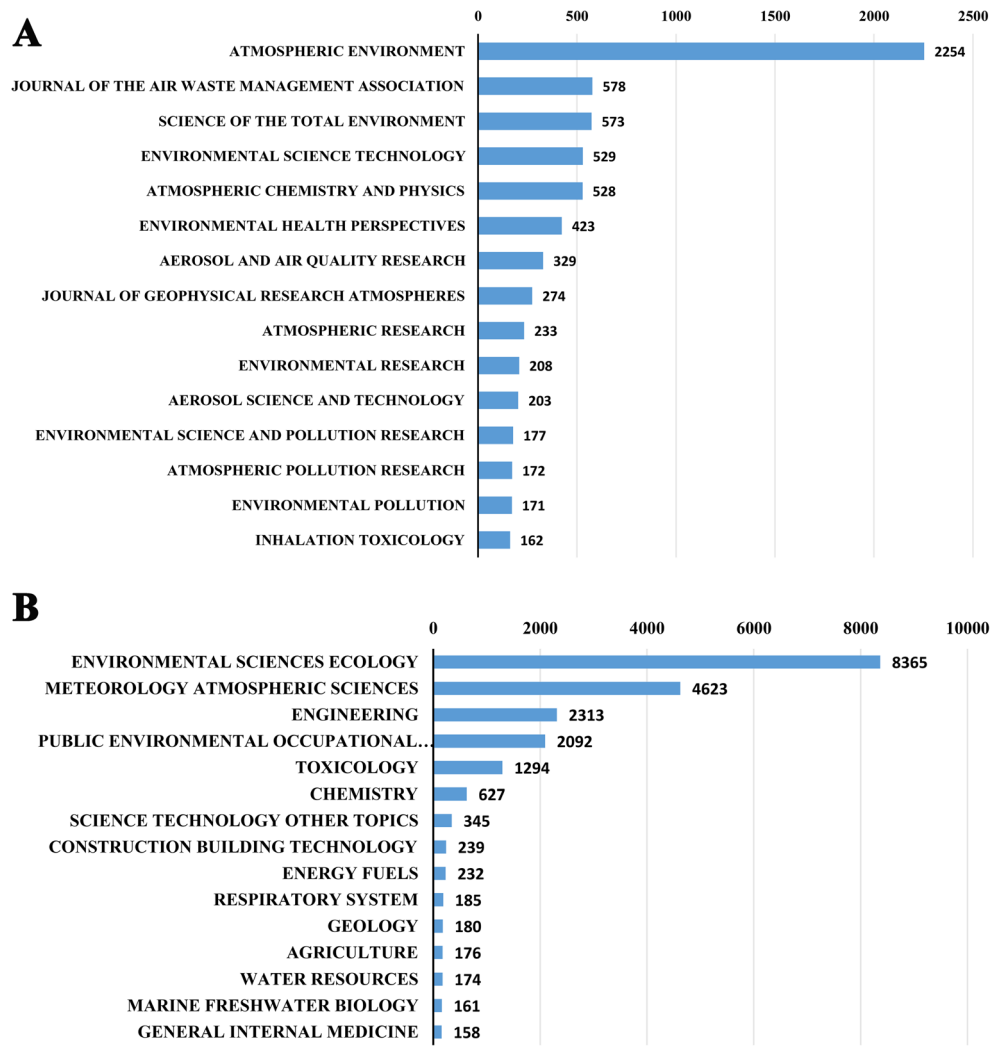 A
0 500 1000 1500 2000 2500
ATMOSPHERIC ENVIRONMENT 2254
JOURNAL OF THE AIR WASTE MANAGEMENT ASSOCIATION 578
SCIENCE OF THE TOTAL ENVIRONMENT 573
ENVIRONMENTAL SCIENCE TECHNOLOGY 529
ATMOSPHERIC CHEMISTRY AND PHYSICS 528
ENVIRONMENTAL HEALTH PERSPECTIVES 423
AEROSOL AND AIR QUALITY RESEARCH 329
JOURNAL OF GEOPHYSICAL RESEARCH ATMOSPHERES 274
ATMOSPHERIC RESEARCH 233
ENVIRONMENTAL RESEARCH 208
AEROSOL SCIENCE AND TECHNOLOGY 203
ENVIRONMENTAL SCIENCE AND POLLUTION RESEARCH 177
ATMOSPHERIC POLLUTION RESEARCH 172
ENVIRONMENTAL POLLUTION 171
INHALATION TOXICOLOGY 162
B
0 2000 4000 6000 8000 10000
ENVIRONMENTAL SCIENCES ECOLOGY 8365
METEOROLOGY ATMOSPHERIC SCIENCES 4623
ENGINEERING 2313
PUBLIC ENVIRONMENTAL OCCUPATIONAL… 2092
TOXICOLOGY 1294
CHEMISTRY 627
SCIENCE TECHNOLOGY OTHER TOPICS 345
CONSTRUCTION BUILDING TECHNOLOGY 239
ENERGY FUELS 232
RESPIRATORY SYSTEM 185
GEOLOGY 180
AGRICULTURE 176
WATER RESOURCES 174
MARINE FRESHWATER BIOLOGY 161
GENERAL INTERNAL MEDICINE 158